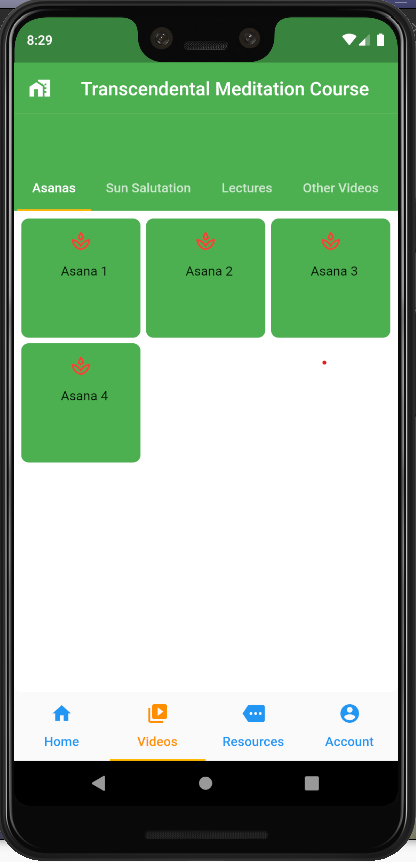 8:29
Transcendental Meditation Course
Asanas Sun Salutation Lectures Other Videos
Asana 1 Asana 2 Asana 3
Asana 4
Home Videos Resources Account